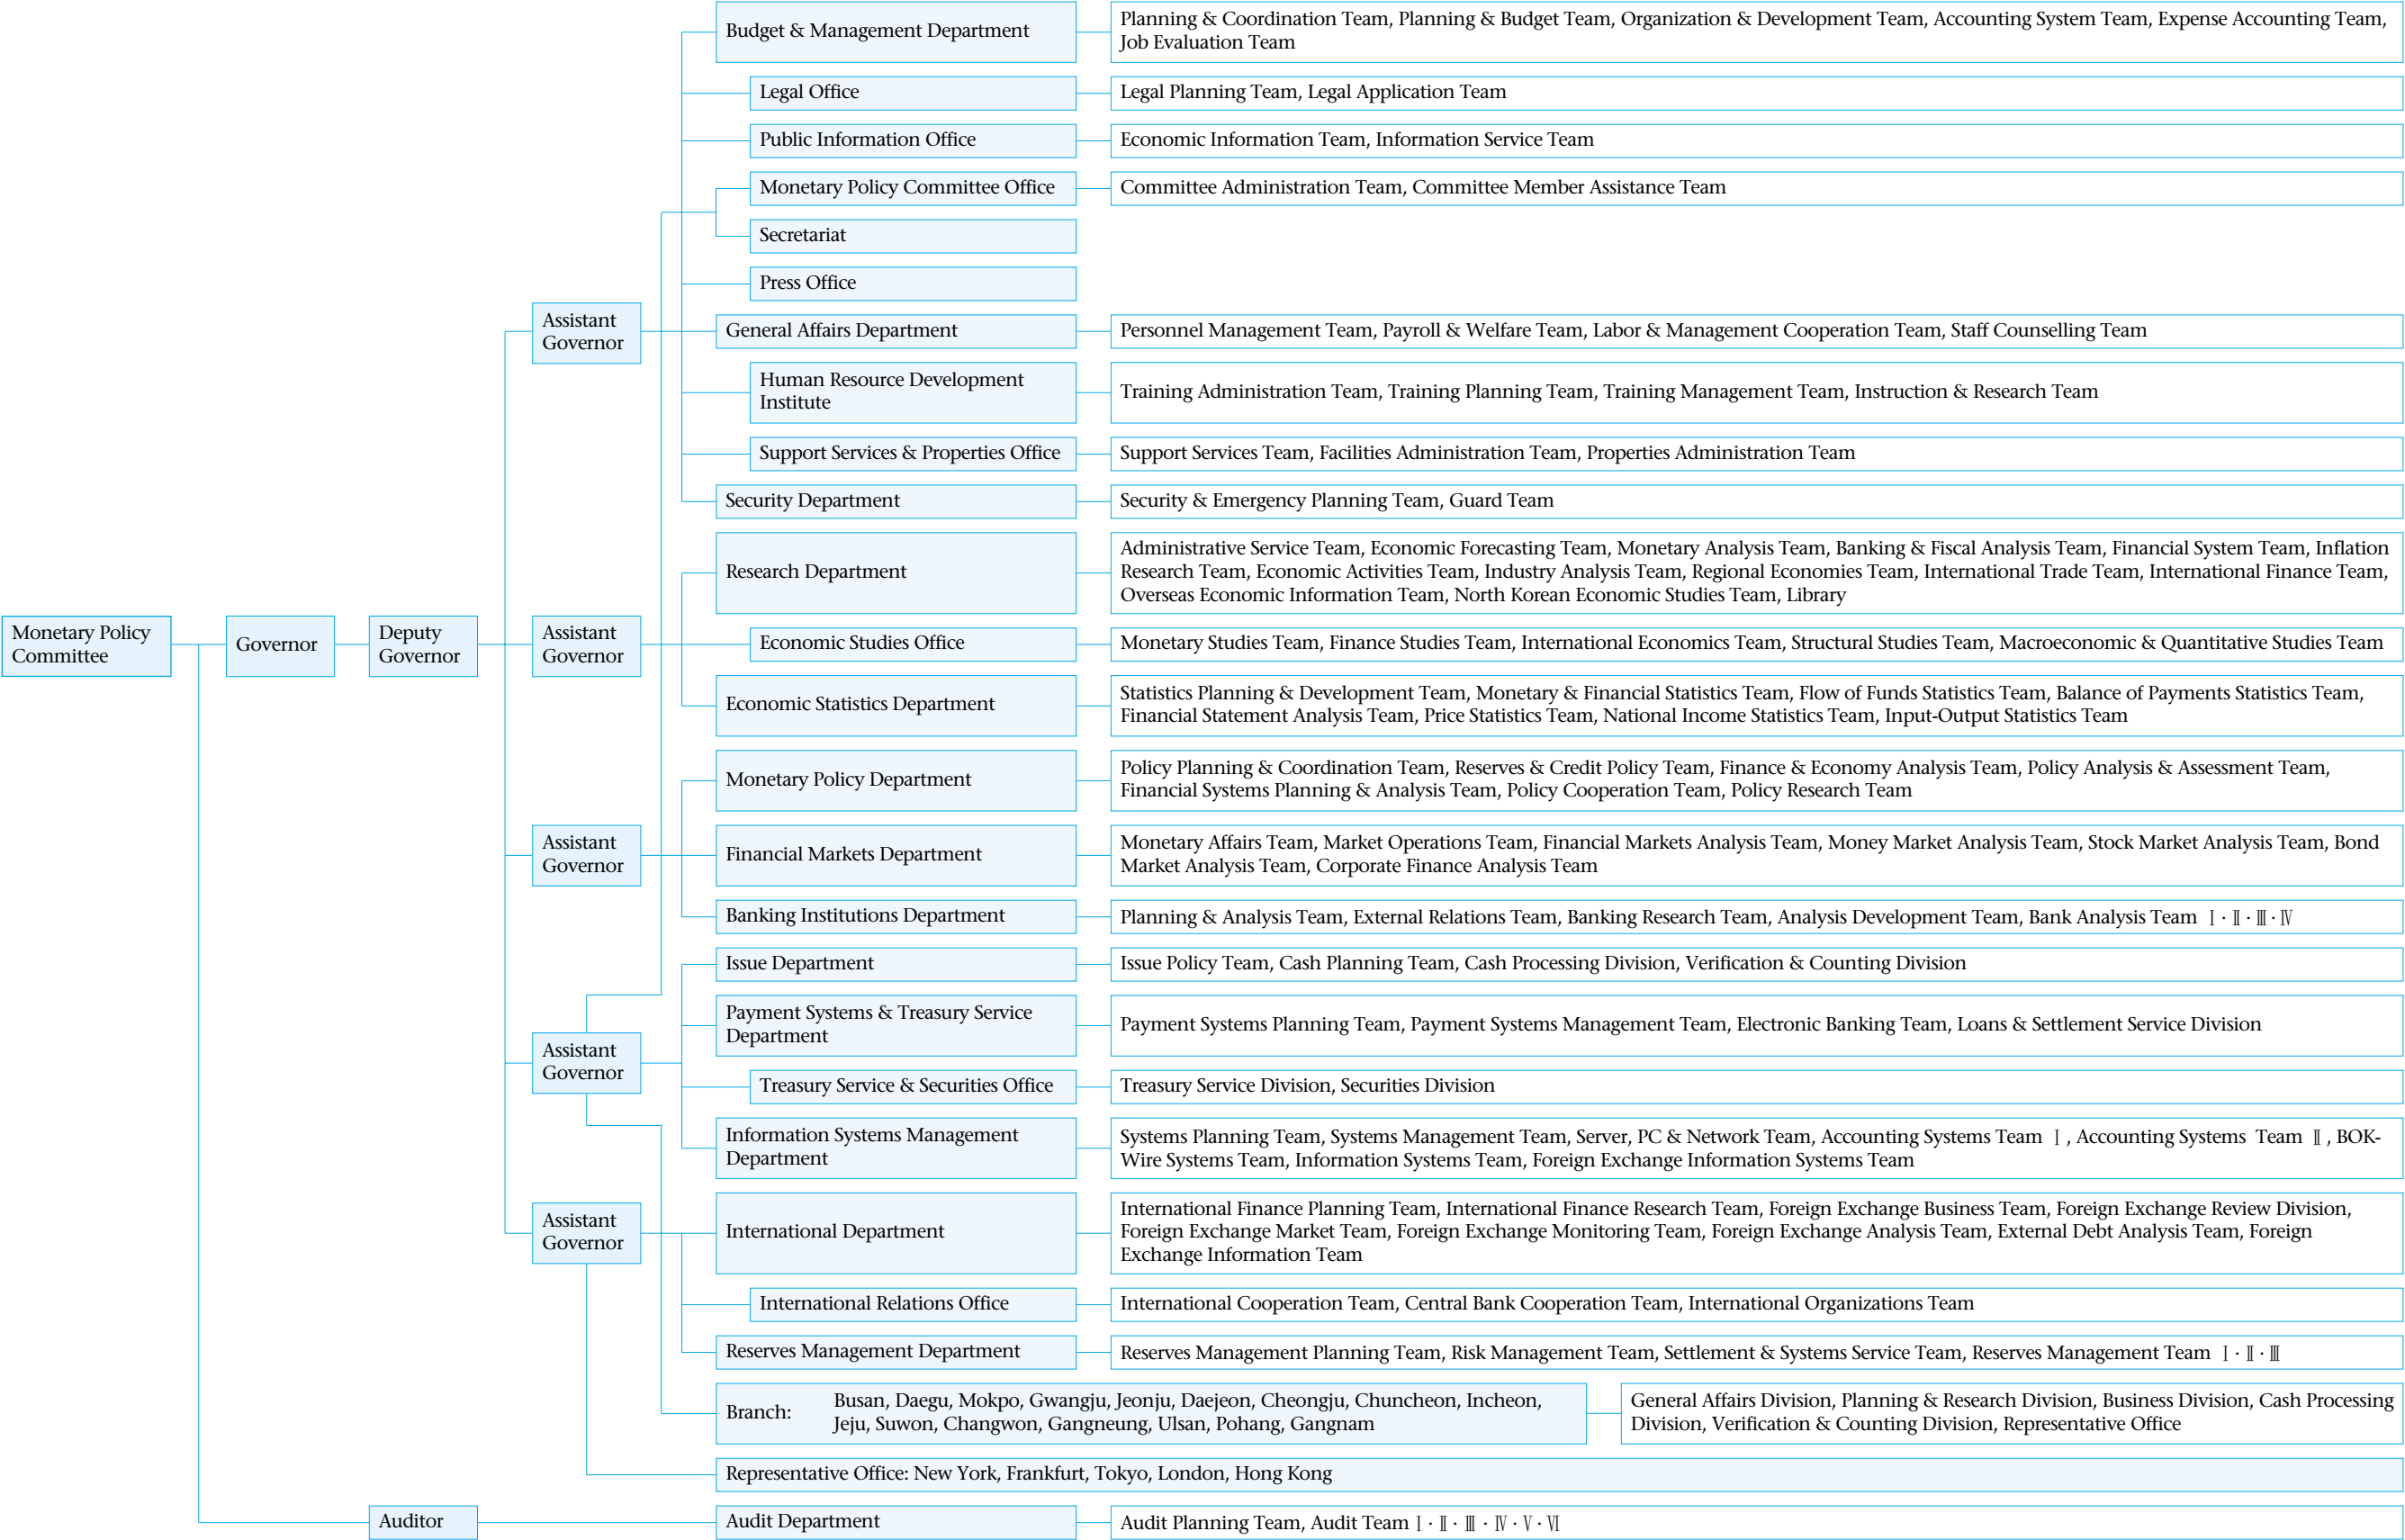 Budget & Management Department
Planning & Coordination Team, Planning & Budget Team, Organization & Development Team, Accounting System Team, Expense Accounting Team,
Job Evaluation Team
Legal Office
Legal Planning Team, Legal Application Team
Public Information Office
Economic Information Team, Information Service Team
Monetary Policy Committee Office
Committee Administration Team, Committee Member Assistance Team
Secretariat
Press Office
Assistant
Governor
General Affairs Department
Personnel Management Team, Payroll & Welfare Team, Labor & Management Cooperation Team, Staff Counselling Team
Human Resource Development
Institute
Training Administration Team, Training Planning Team, Training Management Team, Instruction & Research Team
Support Services & Properties Office
Support Services Team, Facilities Administration Team, Properties Administration Team
Security Department
Security & Emergency Planning Team, Guard Team
Research Department
Administrative Service Team, Economic Forecasting Team, Monetary Analysis Team, Banking & Fiscal Analysis Team, Financial System Team, Inflation
Research Team, Economic Activities Team, Industry Analysis Team, Regional Economies Team, International Trade Team, International Finance Team,
Overseas Economic Information Team, North Korean Economic Studies Team, Library
Monetary Policy
Committee
Governor
Deputy
Governor
Assistant
Governor
Economic Studies Office
Monetary Studies Team, Finance Studies Team, International Economics Team, Structural Studies Team, Macroeconomic & Quantitative Studies Team
Economic Statistics Department
Statistics Planning & Development Team, Monetary & Financial Statistics Team, Flow of Funds Statistics Team, Balance of Payments Statistics Team,
Financial Statement Analysis Team, Price Statistics Team, National Income Statistics Team, Input-Output Statistics Team
Monetary Policy Department
Policy Planning & Coordination Team, Reserves & Credit Policy Team, Finance & Economy Analysis Team, Policy Analysis & Assessment Team,
Financial Systems Planning & Analysis Team, Policy Cooperation Team, Policy Research Team
Assistant
Governor
Financial Markets Department
Monetary Affairs Team, Market Operations Team, Financial Markets Analysis Team, Money Market Analysis Team, Stock Market Analysis Team, Bond
Market Analysis Team, Corporate Finance Analysis Team
Banking Institutions Department
Planning & Analysis Team, External Relations Team, Banking Research Team, Analysis Development Team, Bank Analysis Team Ⅰ · Ⅱ · Ⅲ · Ⅳ
Issue Department
Issue Policy Team, Cash Planning Team, Cash Processing Division, Verification & Counting Division
Payment Systems & Treasury Service
Department
Payment Systems Planning Team, Payment Systems Management Team, Electronic Banking Team, Loans & Settlement Service Division
Assistant
Governor
Treasury Service & Securities Office
Treasury Service Division, Securities Division
Information Systems Management
Department
Systems Planning Team, Systems Management Team, Server, PC & Network Team, Accounting Systems Team Ⅰ , Accounting Systems Team Ⅱ , BOK-
Wire Systems Team, Information Systems Team, Foreign Exchange Information Systems Team
Assistant
Governor
International Department
International Finance Planning Team, International Finance Research Team, Foreign Exchange Business Team, Foreign Exchange Review Division,
Foreign Exchange Market Team, Foreign Exchange Monitoring Team, Foreign Exchange Analysis Team, External Debt Analysis Team, Foreign
Exchange Information Team
International Relations Office
International Cooperation Team, Central Bank Cooperation Team, International Organizations Team
Reserves Management Department
Reserves Management Planning Team, Risk Management Team, Settlement & Systems Service Team, Reserves Management Team Ⅰ · Ⅱ · Ⅲ
Branch: Busan, Daegu, Mokpo, Gwangju, Jeonju, Daejeon, Cheongju, Chuncheon, Incheon,
Jeju, Suwon, Changwon, Gangneung, Ulsan, Pohang, Gangnam
General Affairs Division, Planning & Research Division, Business Division, Cash Processing
Division, Verification & Counting Division, Representative Office
Representative Office: New York, Frankfurt, Tokyo, London, Hong Kong
Auditor
Audit Department
Audit Planning Team, Audit Team Ⅰ · Ⅱ · Ⅲ · Ⅳ · Ⅴ · Ⅵ